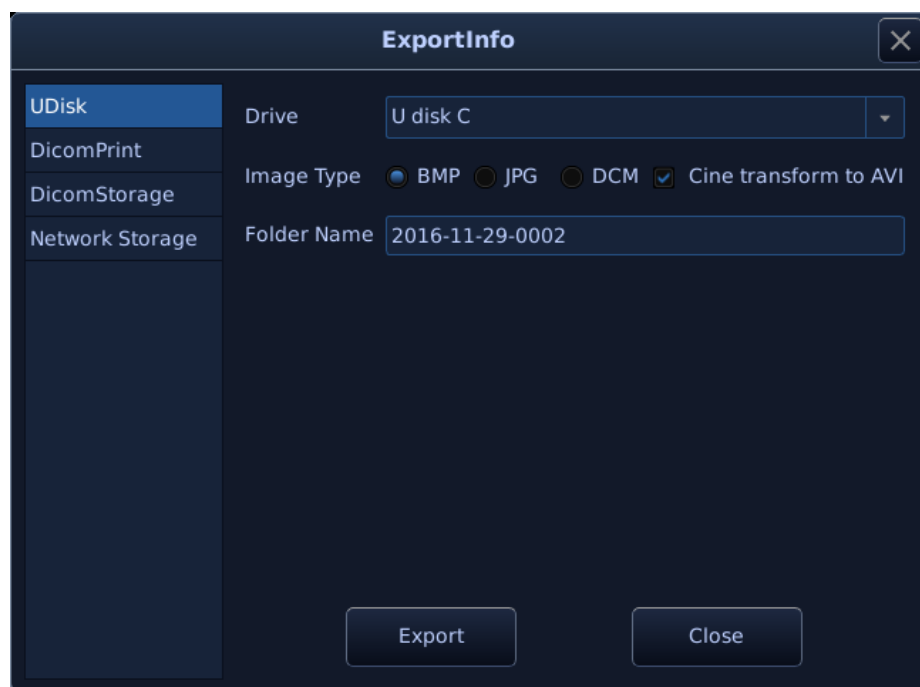 ExportInfo
UDisk
DicomPrint
DicomStorage
Network Storage
Drive U disk C
Image Type BMP JPG DCM Cine transform to AVI
Folder Name 2016-11-29-0002
Export Close